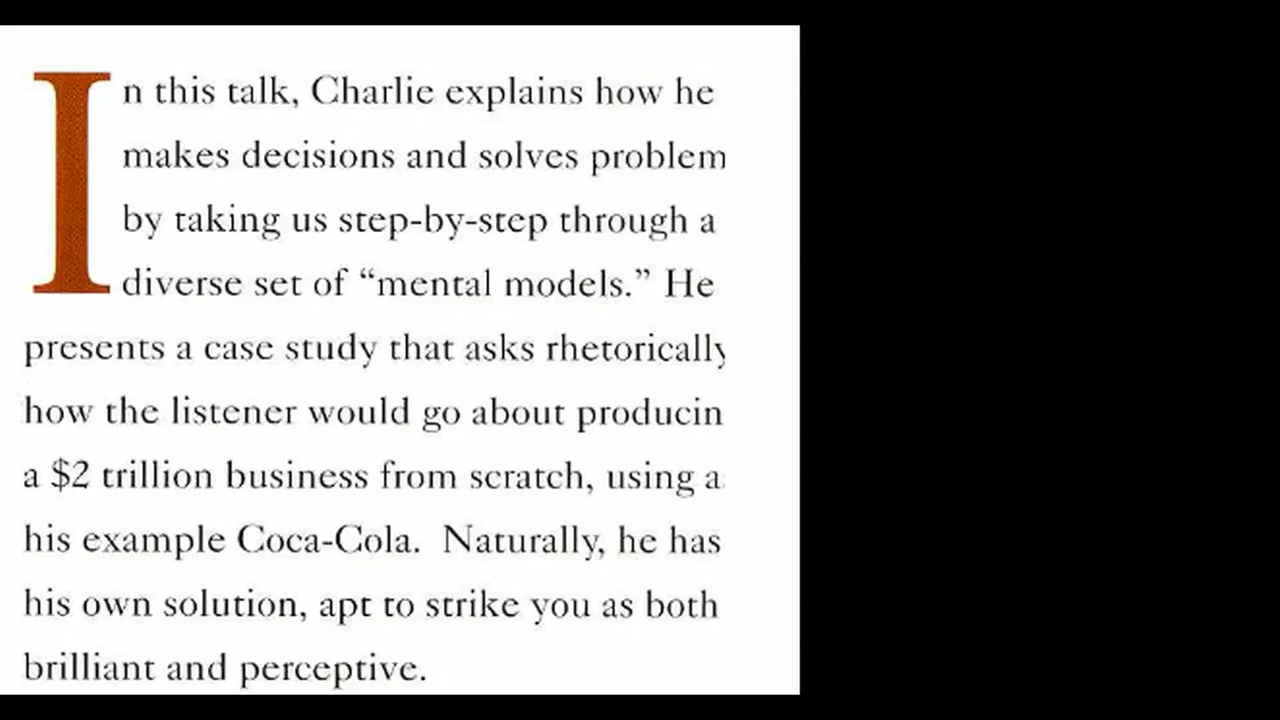 In this talk, Charlie explains how he
makes decisions and solves problem
by taking us step-by-step through a
diverse set of “mental models.” He
presents a case study that asks rhetorically
how the listener would go about producin
a $2 trillion business from scratch, using a
his example Coca-Cola. Naturally, he has
his own solution, apt to strike you as both
brilliant and perceptive.